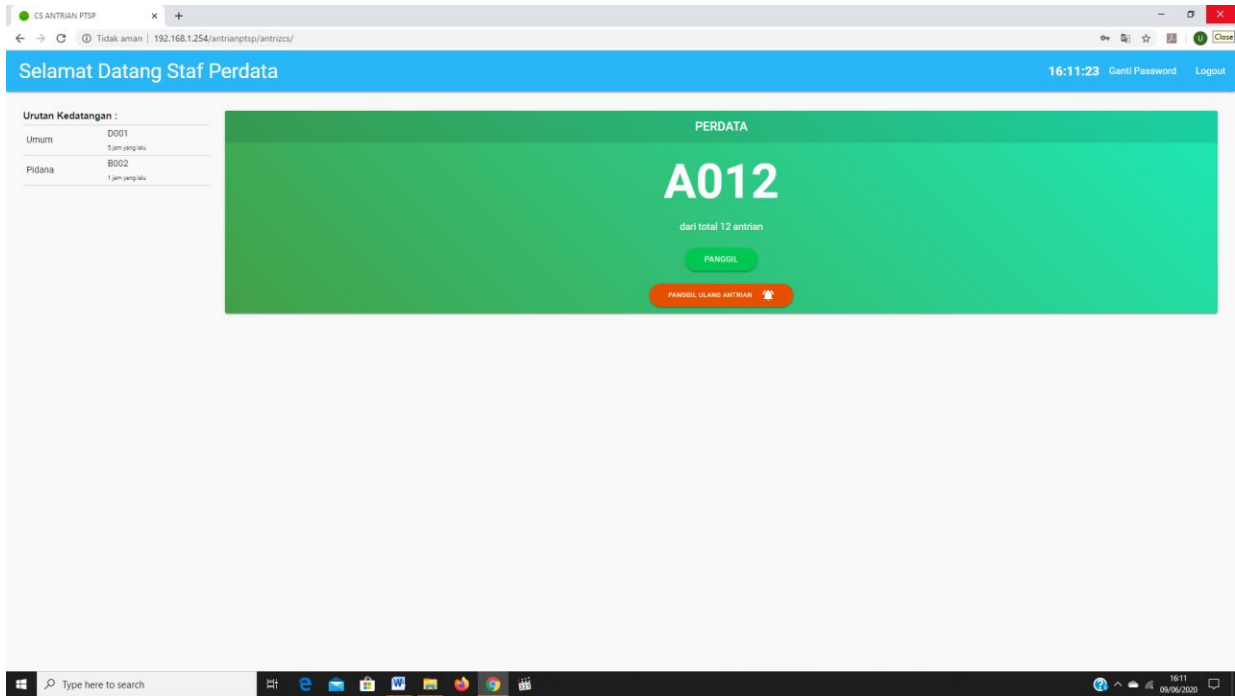 CS ANTRIAN PTSP
Tidak aman | 192.168.1.254/antrianptsp/antrizcs/
Close
Selamat Datang Staf Perdata
16:11:23 Ganti Password Logout
Urutan Kedatangan :
Umum D001
5 jam yang lalu
Pidana B002
1 jam yang lalu
PERDATA
A012
dari total 12 antrian
PANGGIL
PANGGIL ULANG ANTRIAN
Type here to search
16:11
09/06/2020